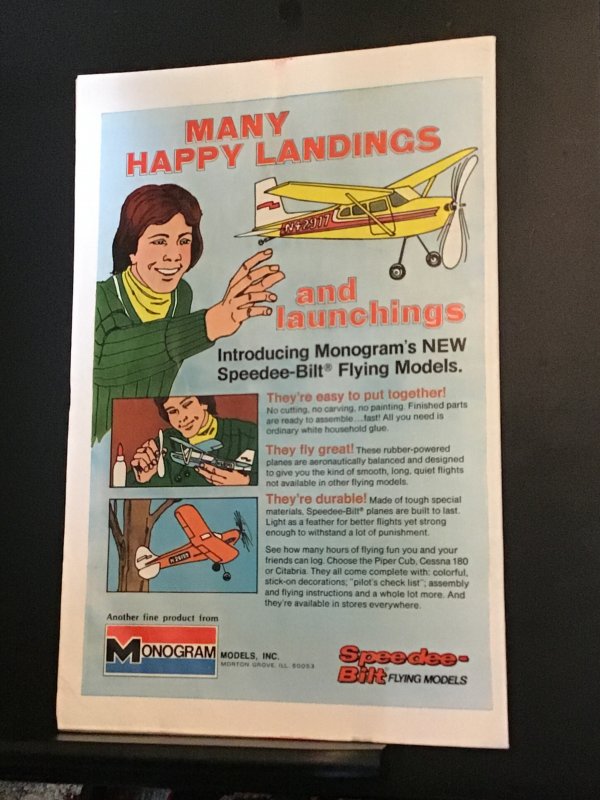 MANY
HAPPY LANDINGS
N42977
and
launchings
Introducing Monogram's NEW
Speedee-Bilt® Flying Models.
They're easy to put together!
No cutting, no carving, no painting. Finished parts
are ready to assemble...fast! All you need is
ordinary white household glue.
They fly great! These rubber-powered
planes are aeronautically balanced and designed
to give you the kind of smooth, long, quiet flights
not available in other flying models.
They're durable! Made of tough special
materials, Speedee-Bilt® planes are built to last.
Light as a feather for better flights yet strong
enough to withstand a lot of punishment.
See how many hours of flying fun you and your
friends can log. Choose the Piper Cub, Cessna 180
or Citabria. They all come complete with: colorful,
stick-on decorations; "pilot's check list"; assembly
and flying instructions and a whole lot more. And
they're available in stores everywhere.
Another fine product from
MONOGRAM MODELS, INC.
MORTON GROVE, ILL. 60053
Speedee-
Bilt FLYING MODELS